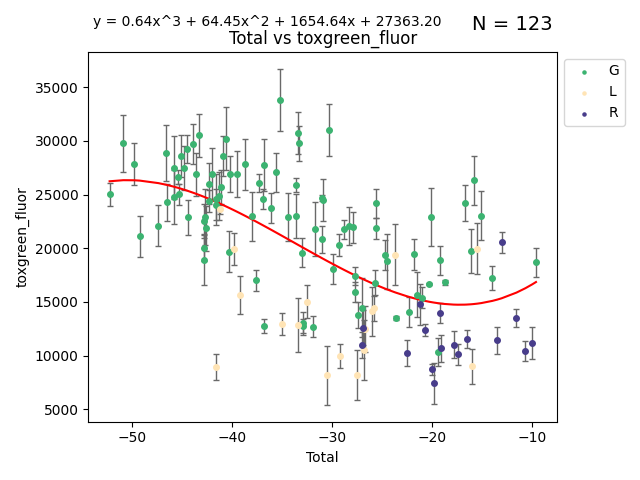 y = 0.64x^3 + 64.45x^2 + 1654.64x + 27363.20
N = 123
Total vs toxgreen_fluor
G
L
R
35000
30000
25000
20000
15000
10000
5000
toxgreen_fluor
−50
−40
−30
−20
−10
Total